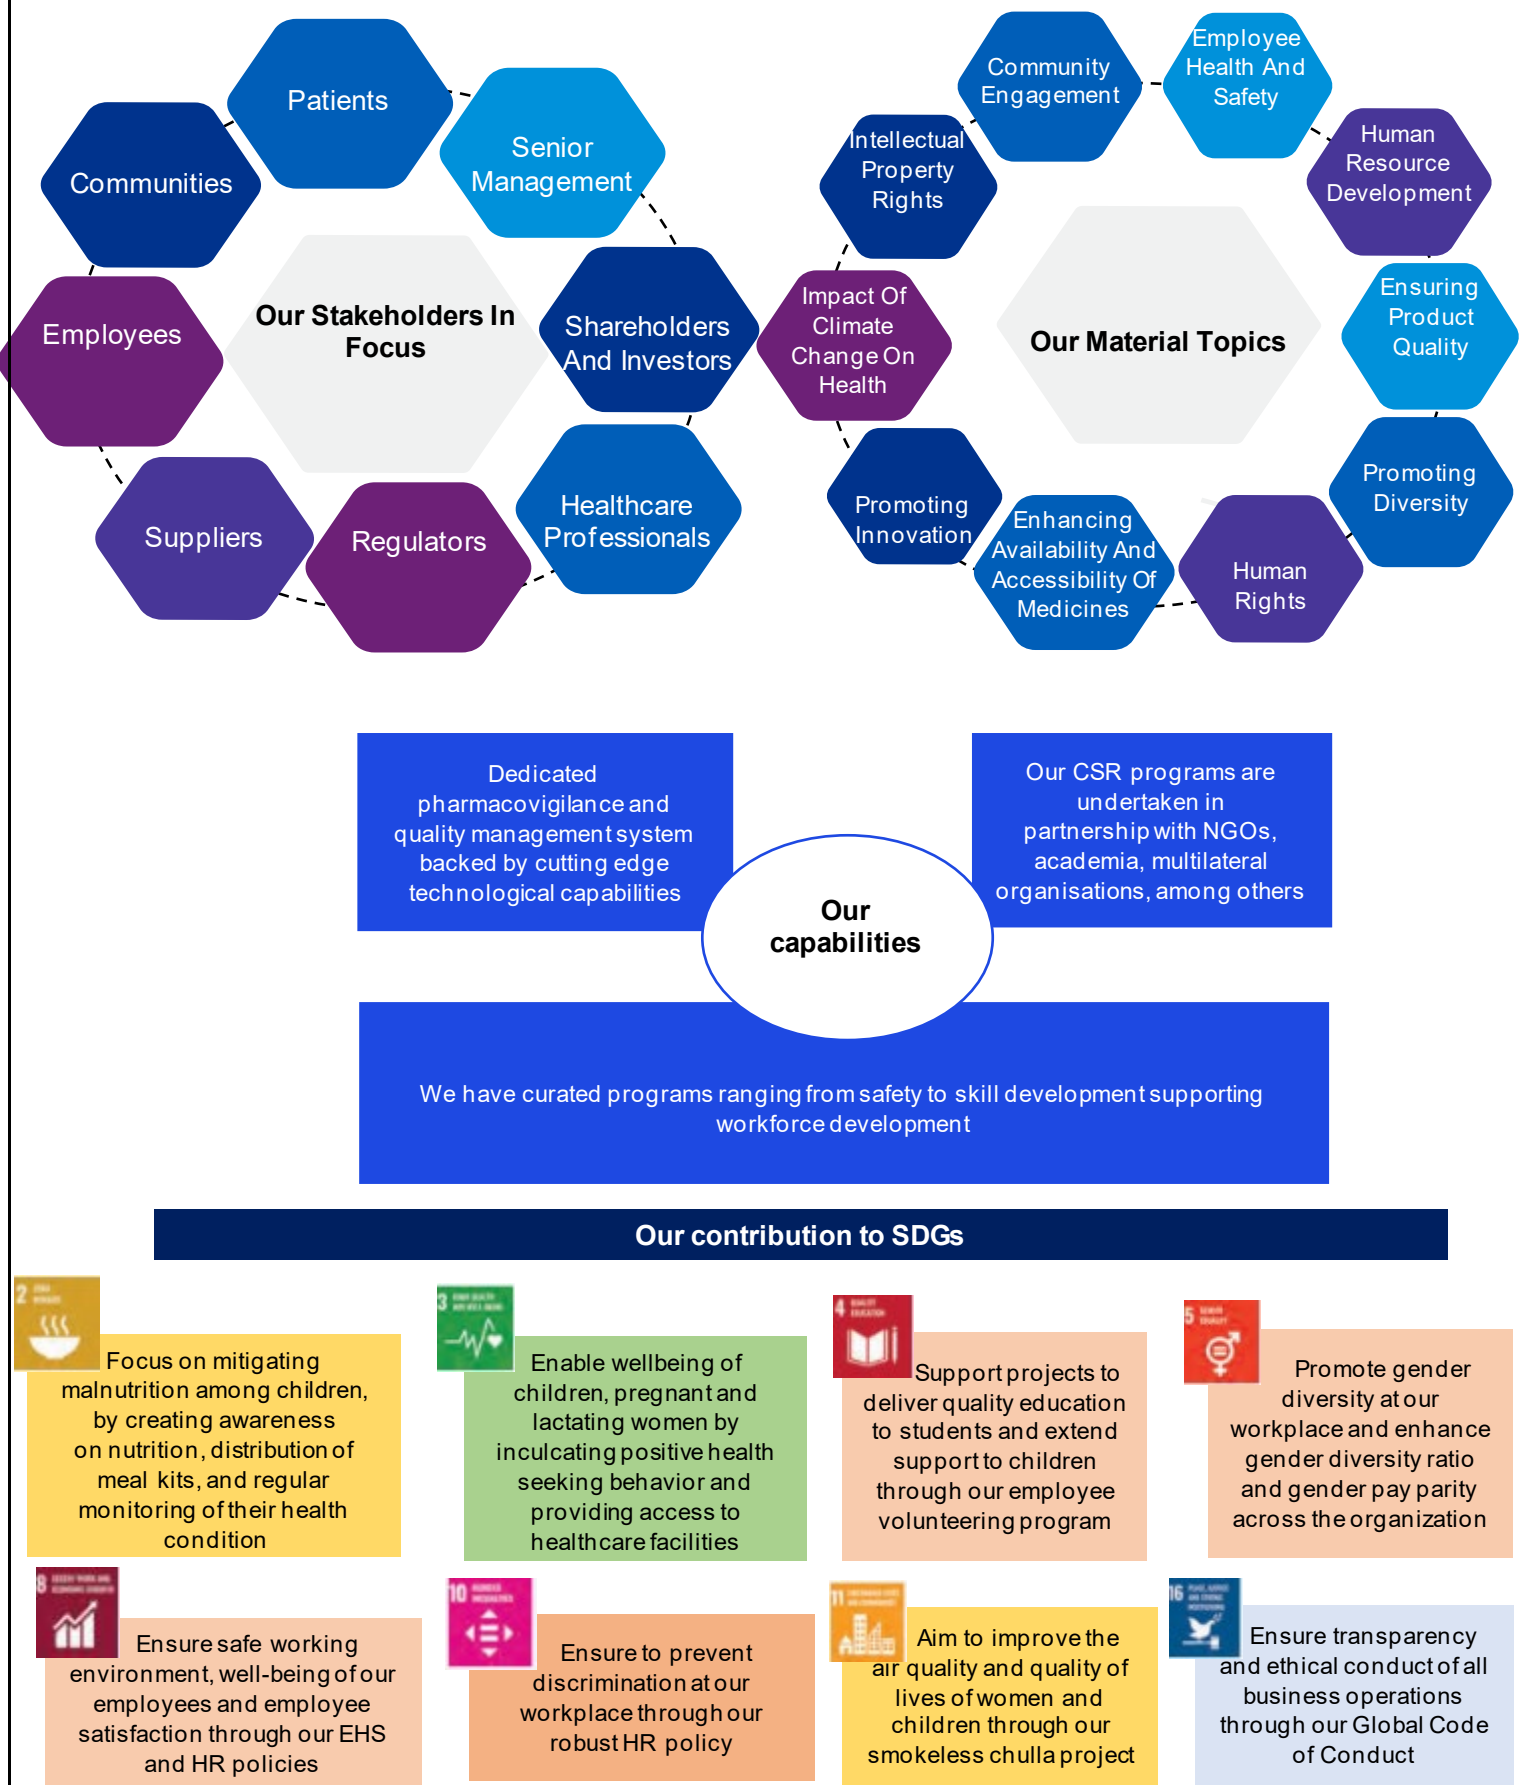 Patients
Senior
Management
Communities
Our Stakeholders In
Focus
Shareholders
And Investors
Employees
Healthcare
Professionals
Suppliers
Regulators
Community
Engagement
Employee
Health And
Safety
Human
Resource
Development
Intellectual
Property
Rights
Our Material Topics
Ensuring
Product
Quality
Impact Of
Climate
Change On
Health
Promoting
Diversity
Promoting
Innovation
Enhancing
Availability And
Accessibility Of
Medicines
Human
Rights
Dedicated
pharmacovigilance and
quality management system
backed by cutting edge
technological capabilities
Our CSR programs are
undertaken in
partnership with NGOs,
academia, multilateral
organisations, among others
Our
capabilities
We have curated programs ranging from safety to skill development supporting
workforce development
Our contribution to SDGs
2
Focus on mitigating
malnutrition among children,
by creating awareness
on nutrition, distribution of
meal kits, and regular
monitoring of their health
condition
3
Enable wellbeing of
children, pregnant and
lactating women by
inculcating positive health
seeking behavior and
providing access to
healthcare facilities
4 QUALITY
EDUCATION
Support projects to
deliver quality education
to students and extend
support to children
through our employee
volunteering program
5 GENDER
EQUALITY
Promote gender
diversity at our
workplace and enhance
gender diversity ratio
and gender pay parity
across the organization
8
Ensure safe working
environment, well-being of our
employees and employee
satisfaction through our EHS
and HR policies
10
Ensure to prevent
discrimination at our
workplace through our
robust HR policy
11
Aim to improve the
air quality and quality of
lives of women and
children through our
smokeless chulla project
16
Ensure transparency
and ethical conduct of all
business operations
through our Global Code
of Conduct